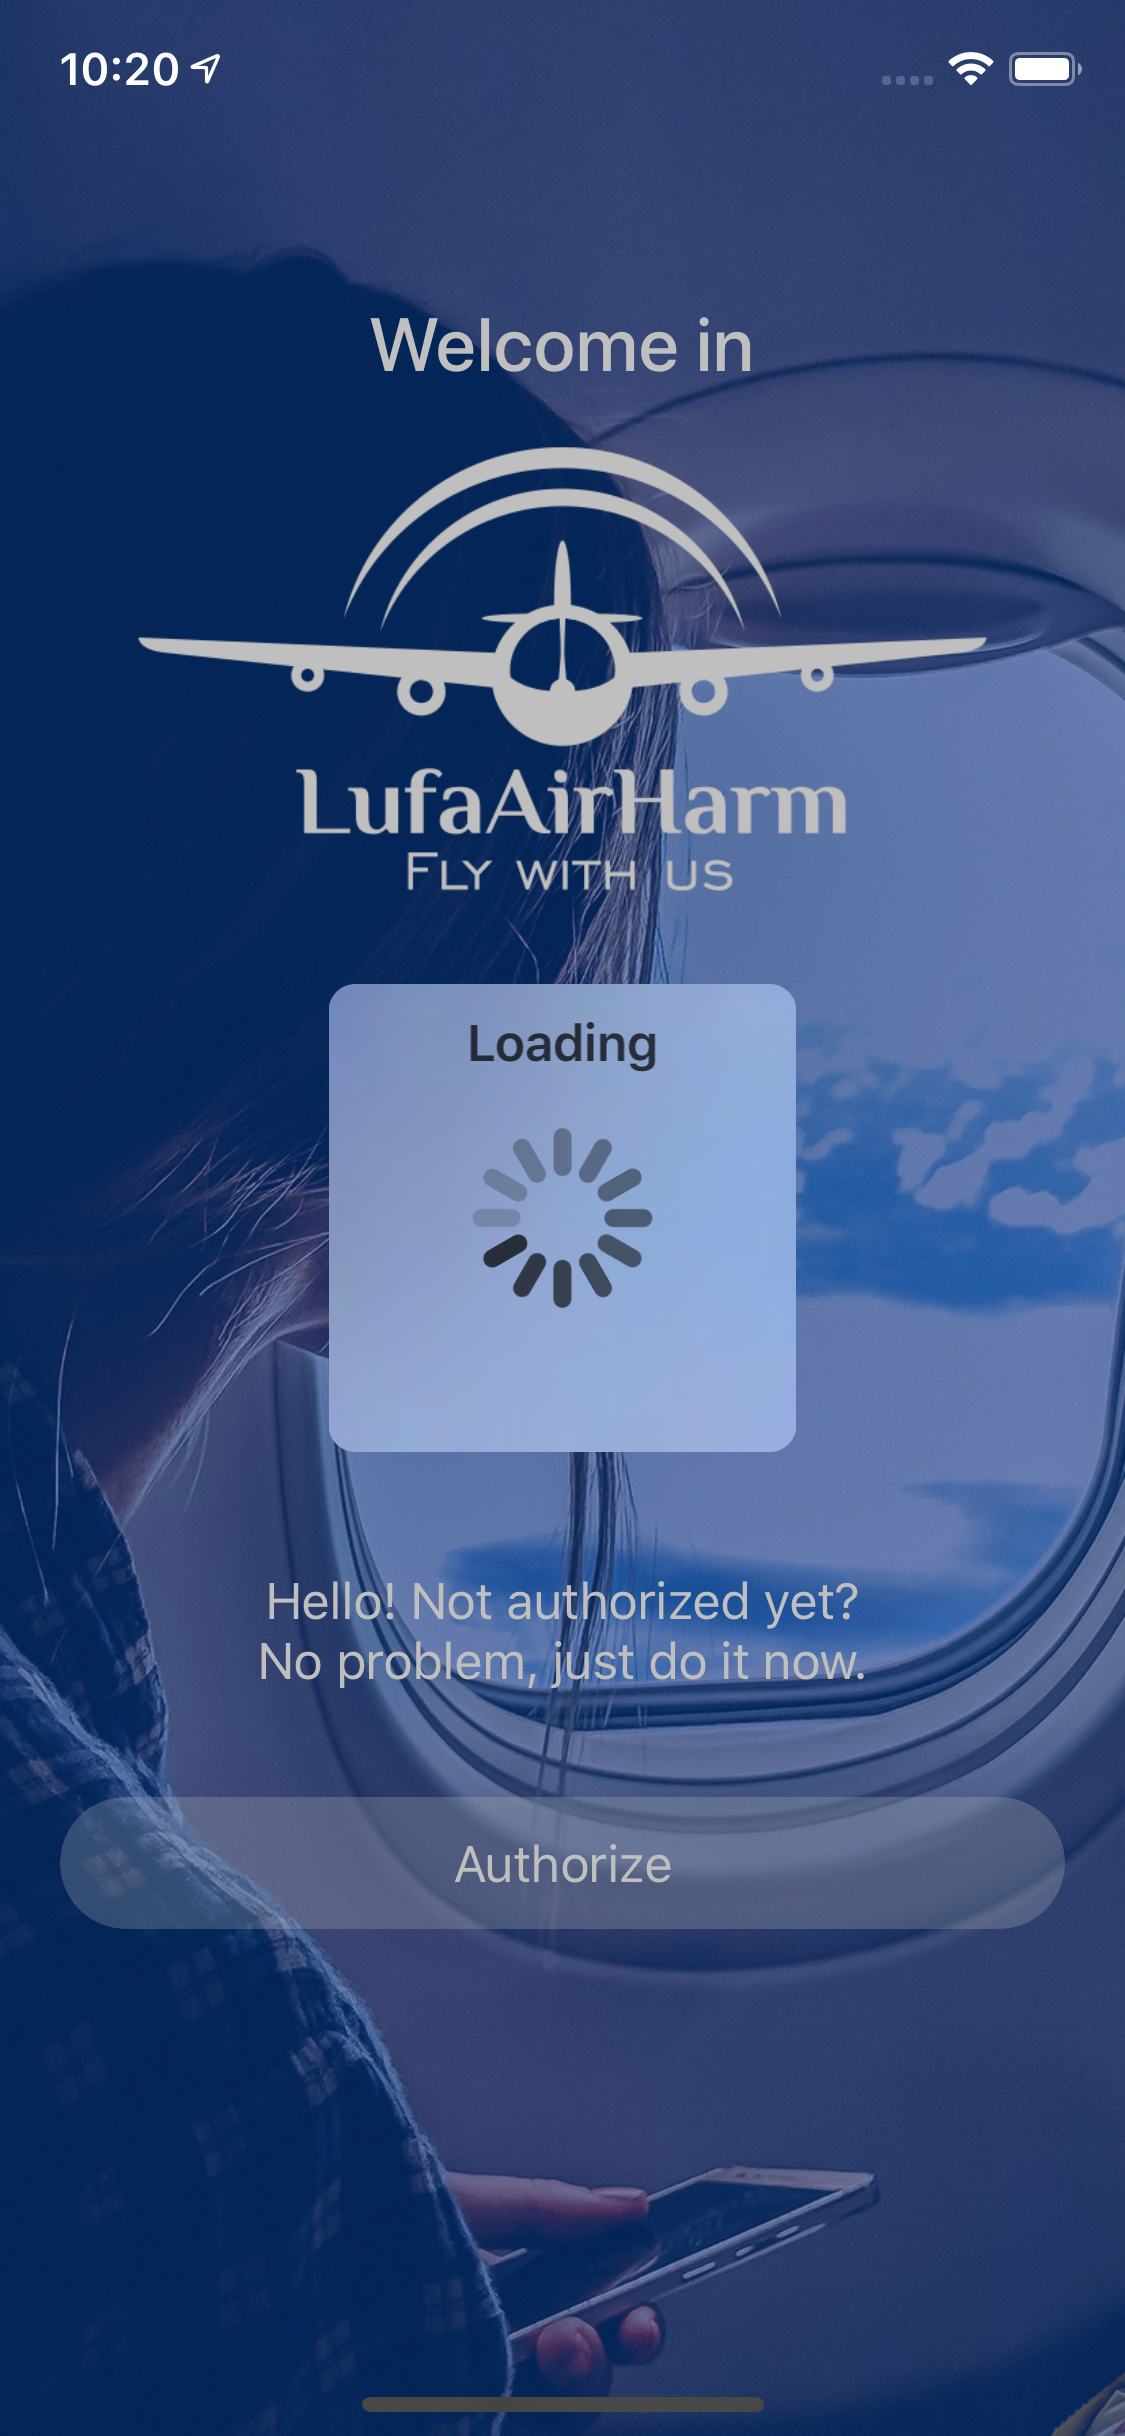 10:20
Welcome in
LufaAirHarm
FLY WITH US
Loading
Hello! Not authorized yet?
No problem, just do it now.
Authorize